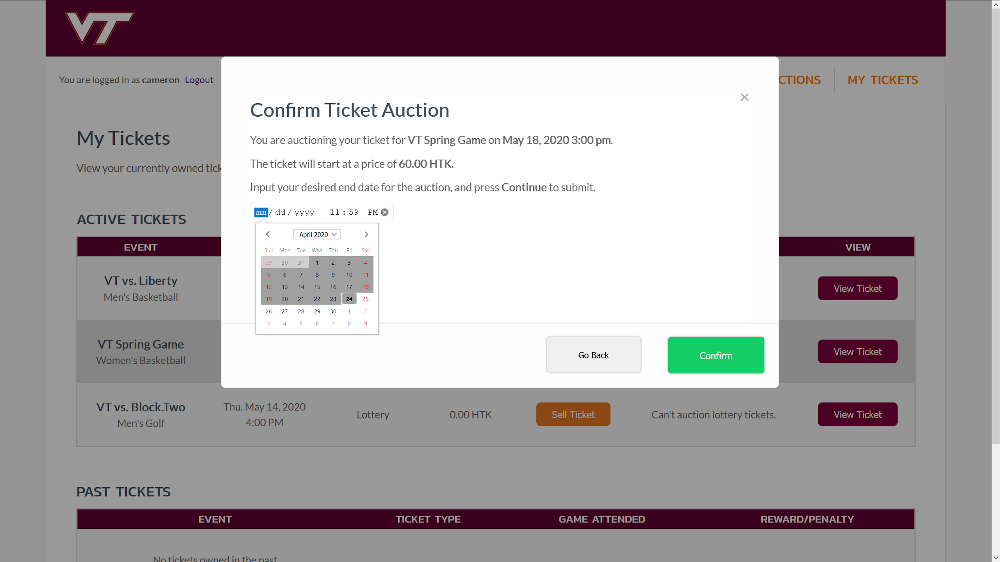 VT
You are logged in as cameron Logout
CTIONS
MY TICKETS
Confirm Ticket Auction
You are auctioning your ticket for VT Spring Game on May 18, 2020 3:00 pm.
The ticket will start at a price of 60.00 HTK.
Input your desired end date for the auction, and press Continue to submit.
mm / dd / yyyy 11 : 59 PM
April 2020
Sun Mon Tue Wed Thu Fri Sat
29 30 31 1 2 3 4
5 6 7 8 9 10 11
12 13 14 15 16 17 18
19 20 21 22 23 24 25
26 27 28 29 30 1 2
3 4 5 6 7 8 9
Go Back
Confirm
My Tickets
View your currently owned tick
ACTIVE TICKETS
EVENT VIEW
VT vs. Liberty
Men's Basketball
View Ticket
VT Spring Game
Women's Basketball
View Ticket
VT vs. Block.Two
Men's Golf
Thu. May 14, 2020
4:00 PM
Lottery
0.00 HTK
Sell Ticket
Can't auction lottery tickets.
View Ticket
PAST TICKETS
EVENT TICKET TYPE GAME ATTENDED REWARD/PENALTY
No tickets owned in the past